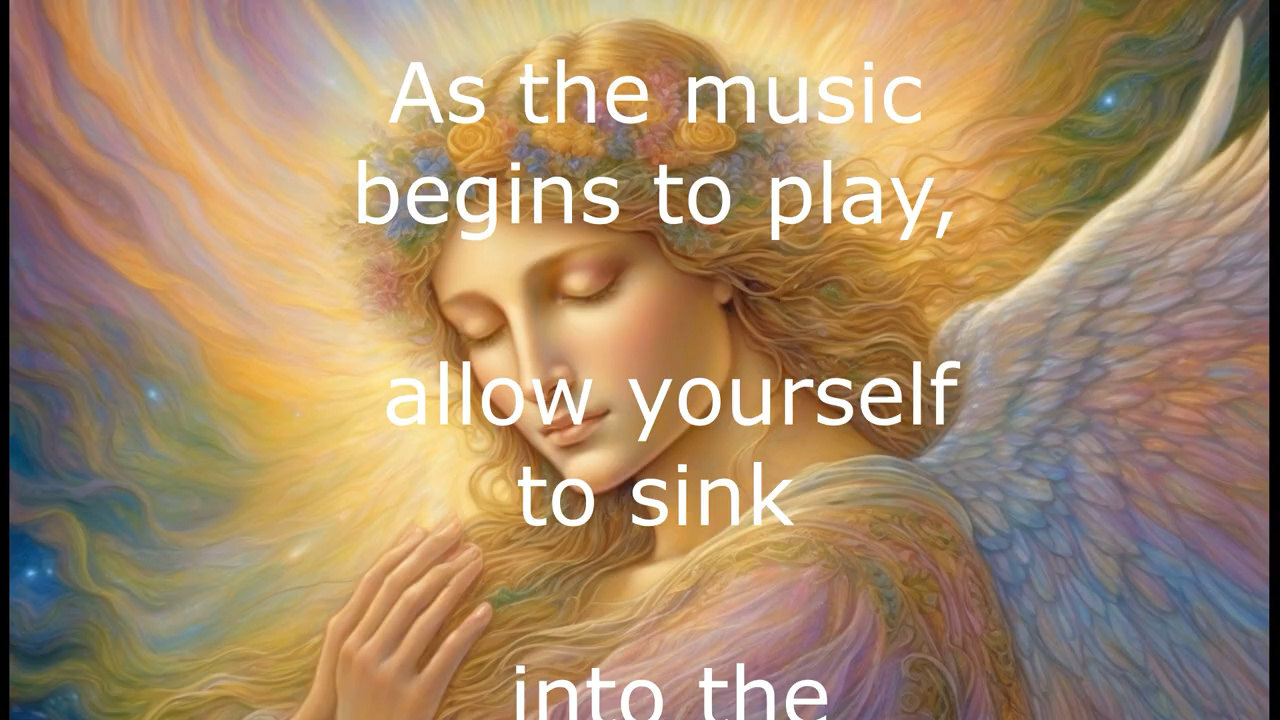 As the music
begins to play,
allow yourself
to sink
into the